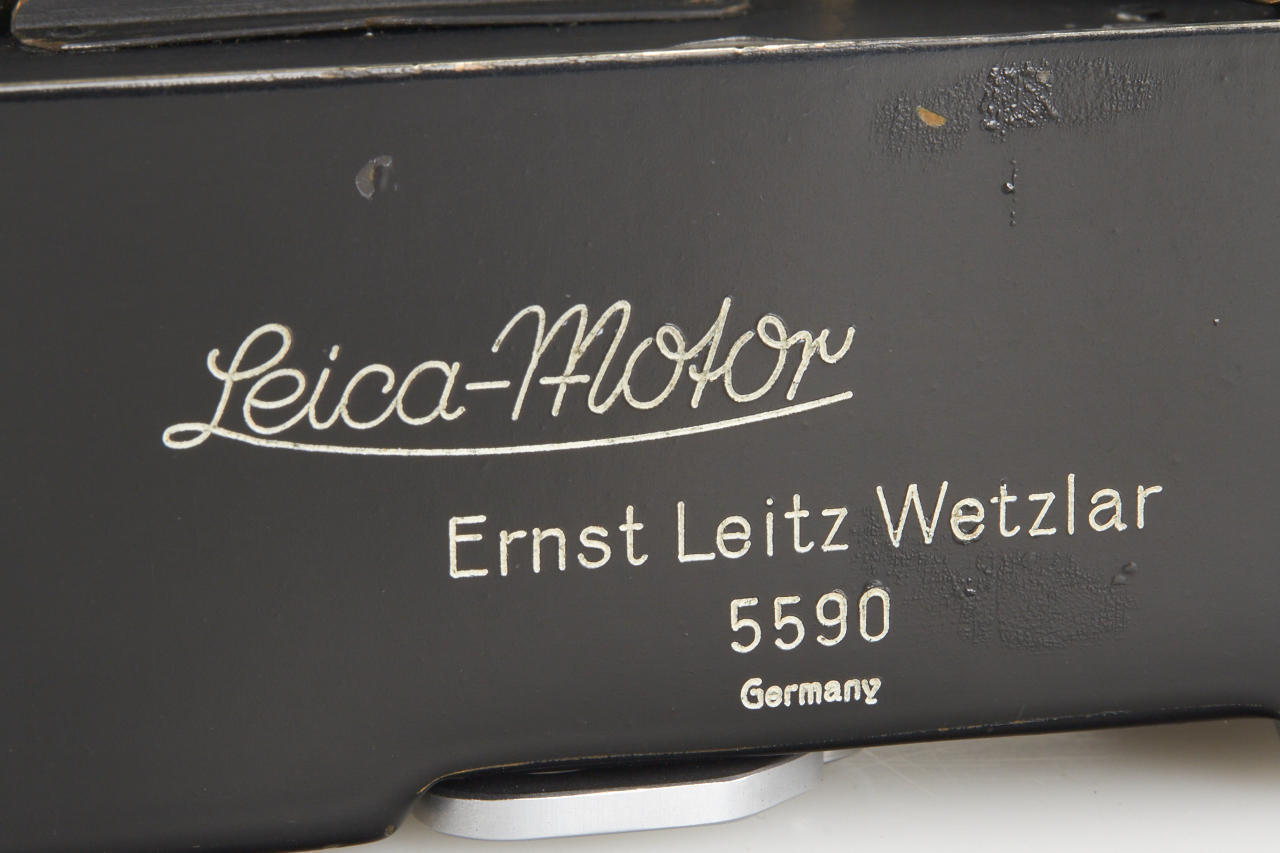 Leica-Motor
Ernst Leitz Wetzlar
5590
Germany